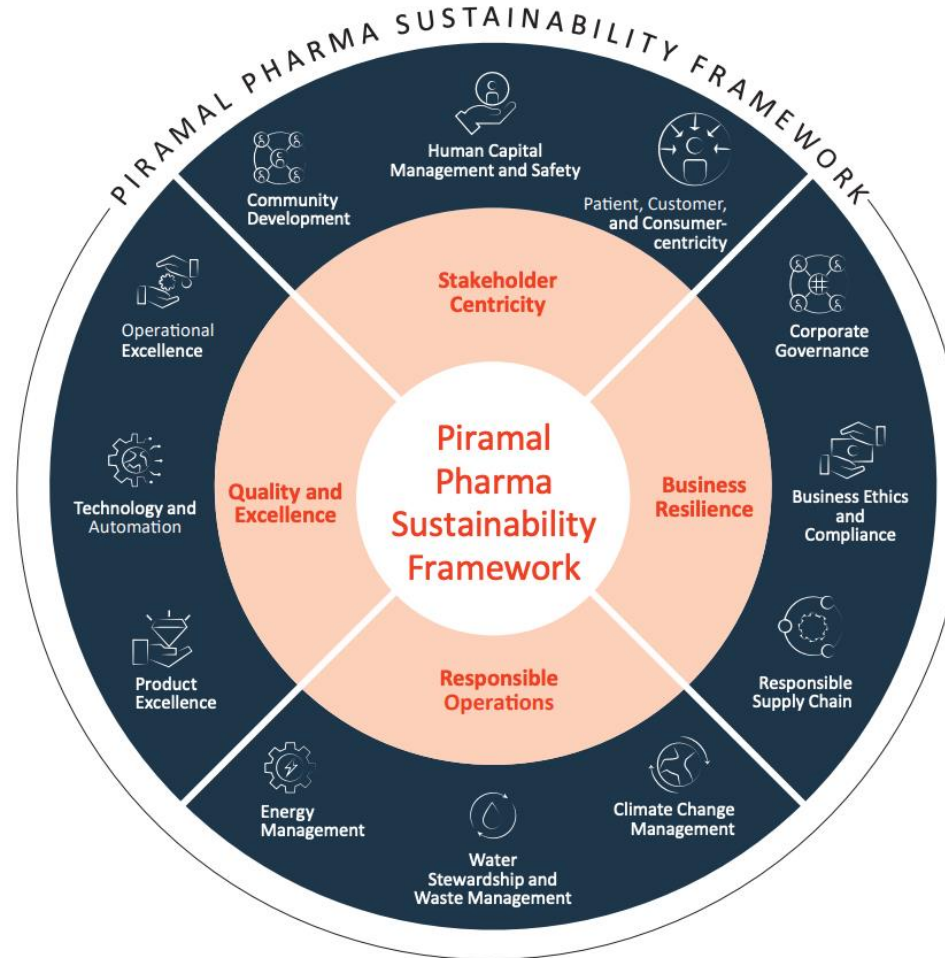 PIRAMAL PHARMA SUSTAINABILITY FRAMEWORK
Community
Development
Human Capital
Management and Safety
Patient, Customer,
and Consumer-
centricity
Stakeholder
Centricity
Operational
Excellence
Corporate
Governance
Technology and
Automation
Quality and
Excellence
Piramal
Pharma
Sustainability
Framework
Business
Resilience
Business Ethics
and
Compliance
Product
Excellence
Responsible
Operations
Responsible
Supply Chain
Energy
Management
Water
Stewardship and
Waste Management
Climate Change
Management